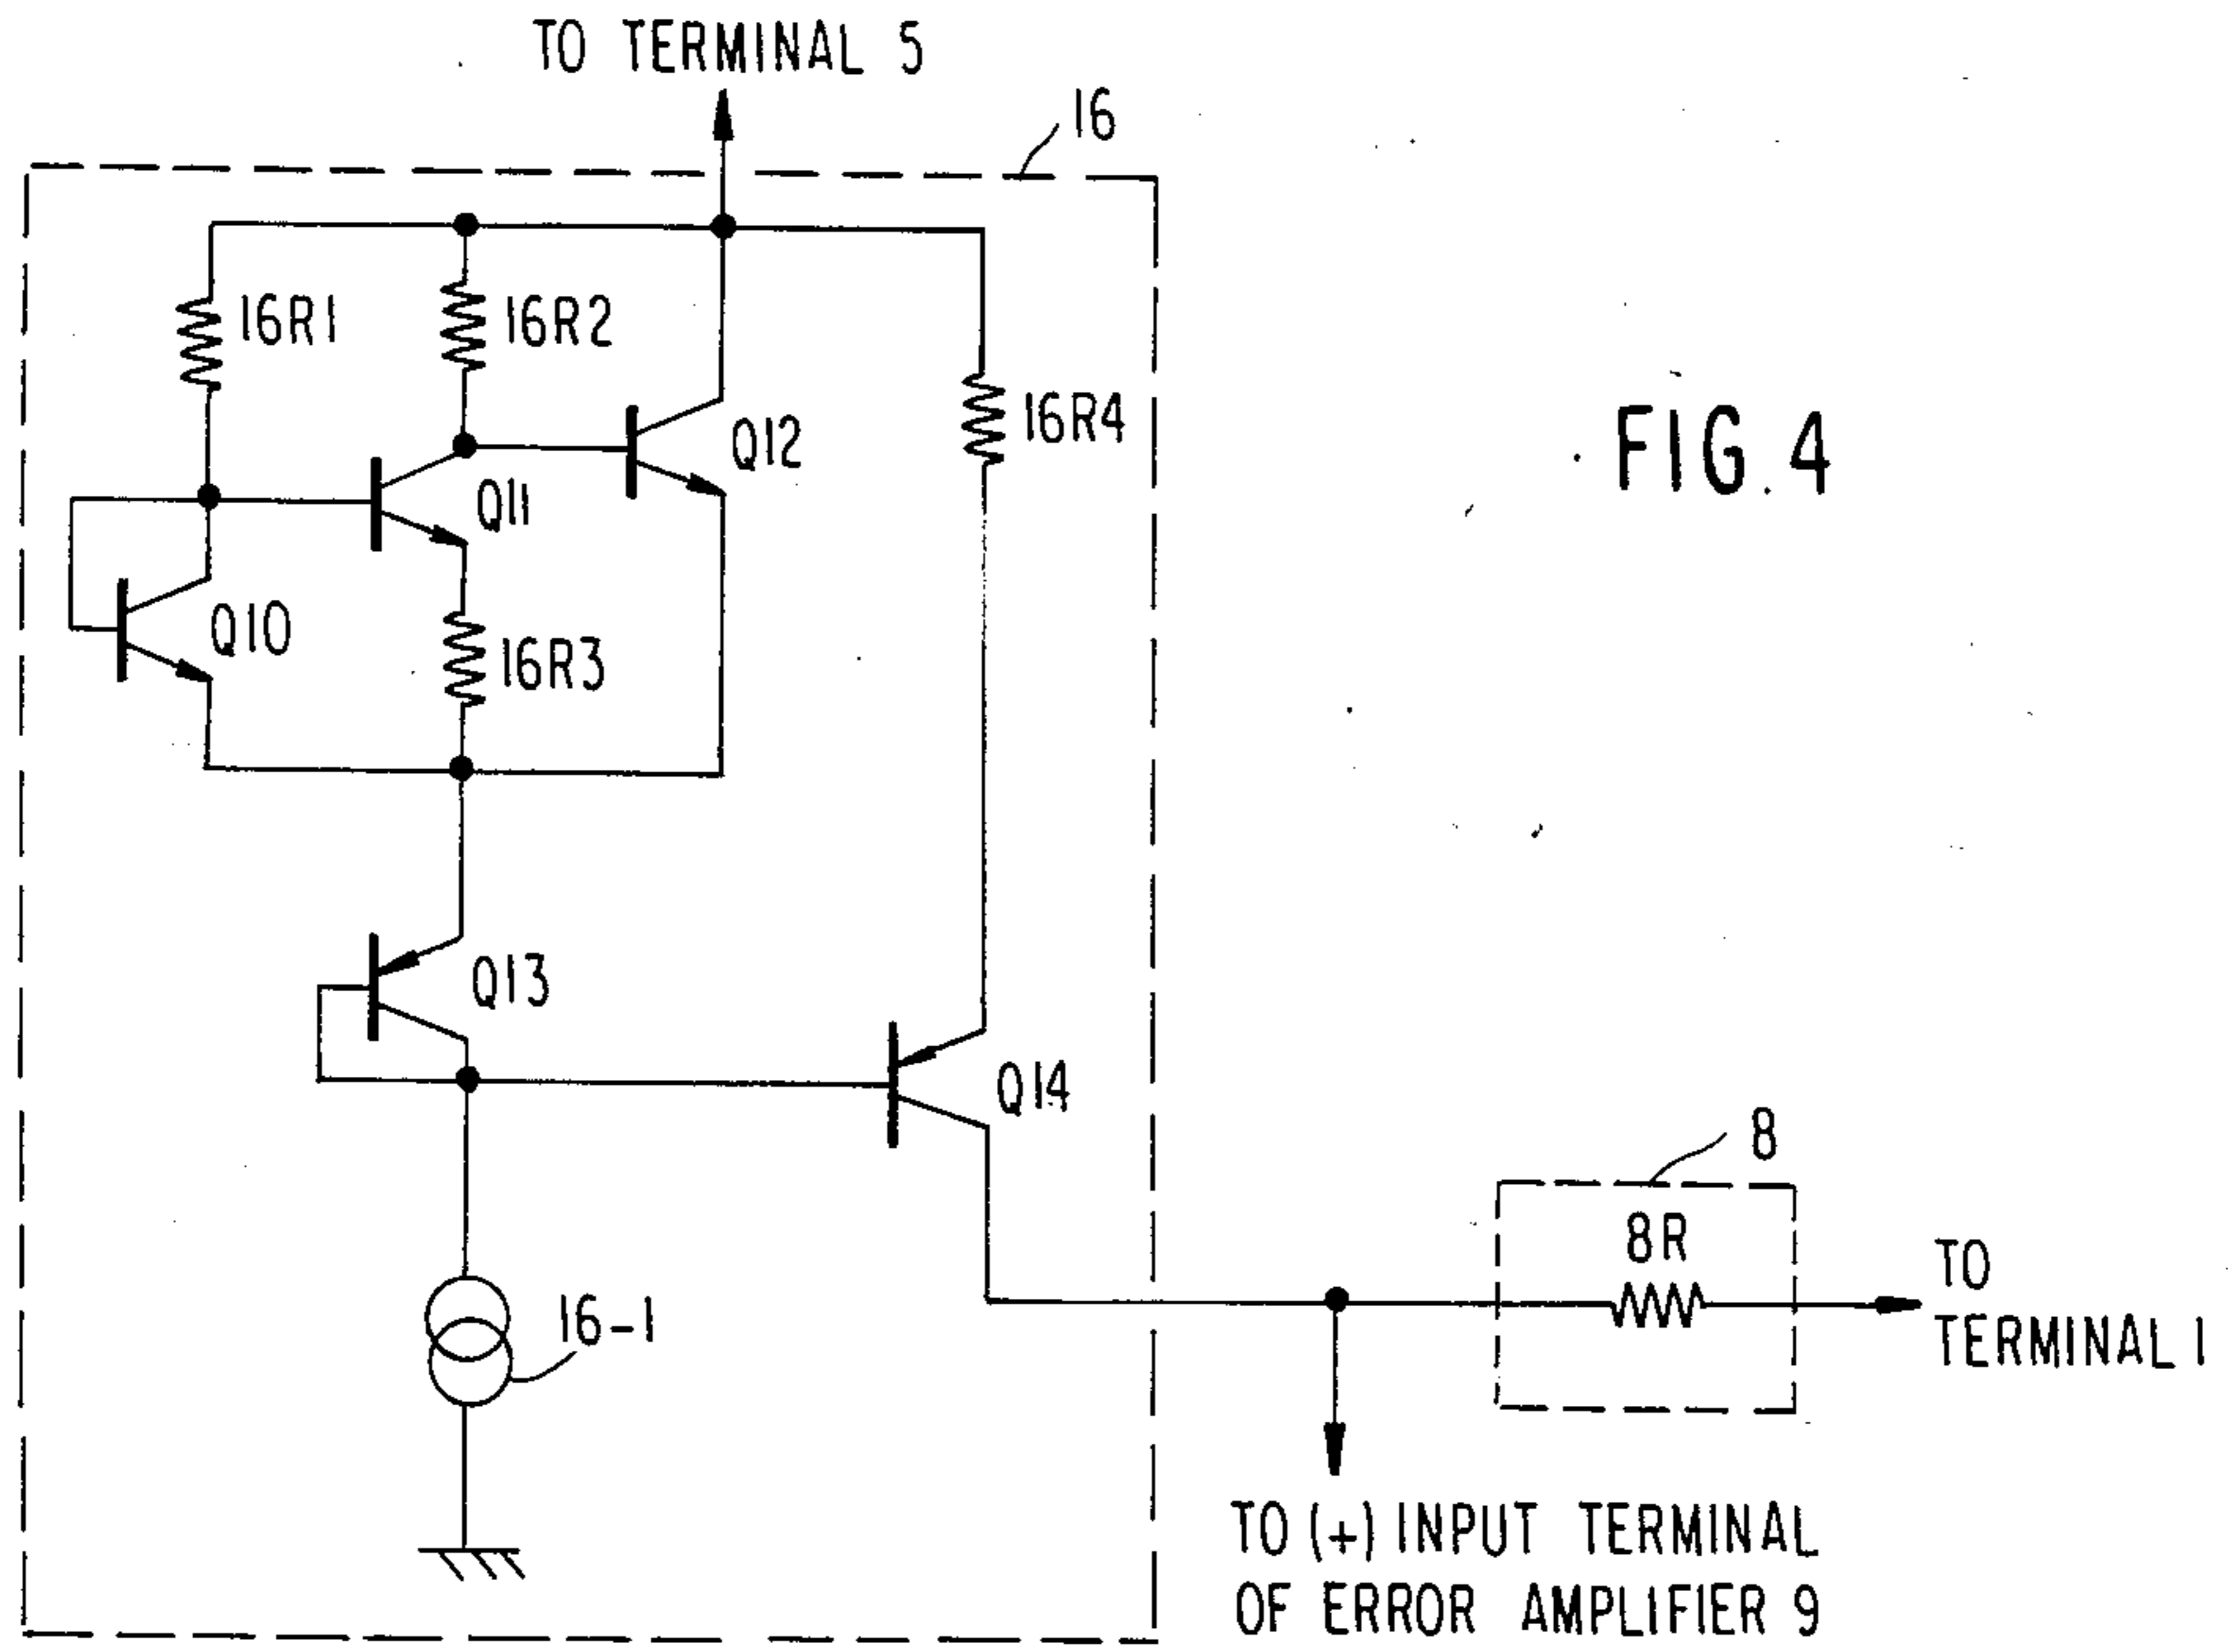 TO TERMINAL 5
16
16R1
16R2
16R4
Q12
Q11
FIG. 4
Q10
16R3
Q13
Q14
8
8R
TO
TERMINAL 1
16-1
TO (+) INPUT TERMINAL
OF ERROR AMPLIFIER 9